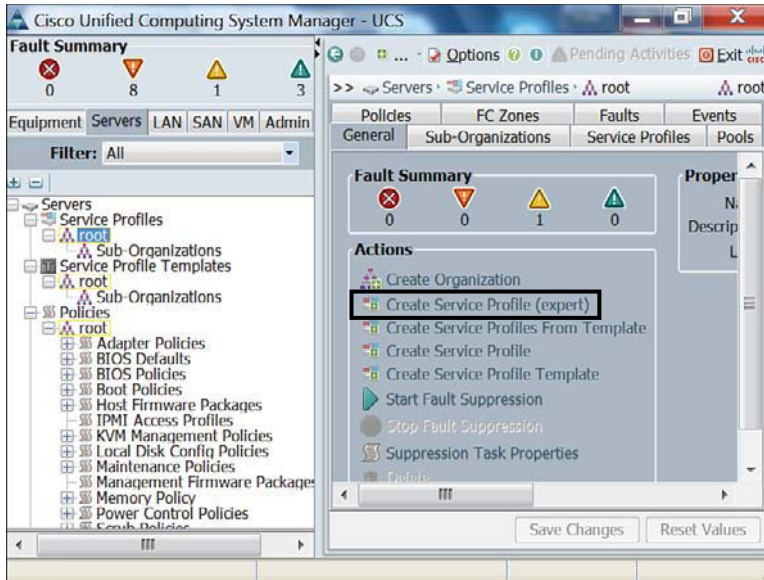 Cisco Unified Computing System Manager - UCS
Fault Summary
0 8 1 3
Equipment Servers LAN SAN VM Admin
Filter: All
Servers
Service Profiles
root
Sub-Organizations
Service Profile Templates
root
Sub-Organizations
Policies
root
Adapter Policies
BIOS Defaults
BIOS Policies
Boot Policies
Host Firmware Packages
IPMI Access Profiles
KVM Management Policies
Local Disk Config Policies
Maintenance Policies
Management Firmware Packages
Memory Policy
Power Control Policies
Scrub Policies
... Options Pending Activities Exit
>> Servers Service Profiles root root
Policies FC Zones Faults Events
General Sub-Organizations Service Profiles Pools
Fault Summary
0 0 1 0
Proper
Na
Descrip
L
Actions
Create Organization
Create Service Profile (expert)
Create Service Profiles From Template
Create Service Profile
Create Service Profile Template
Start Fault Suppression
Stop Fault Suppression
Suppression Task Properties
Delete
Save Changes Reset Values